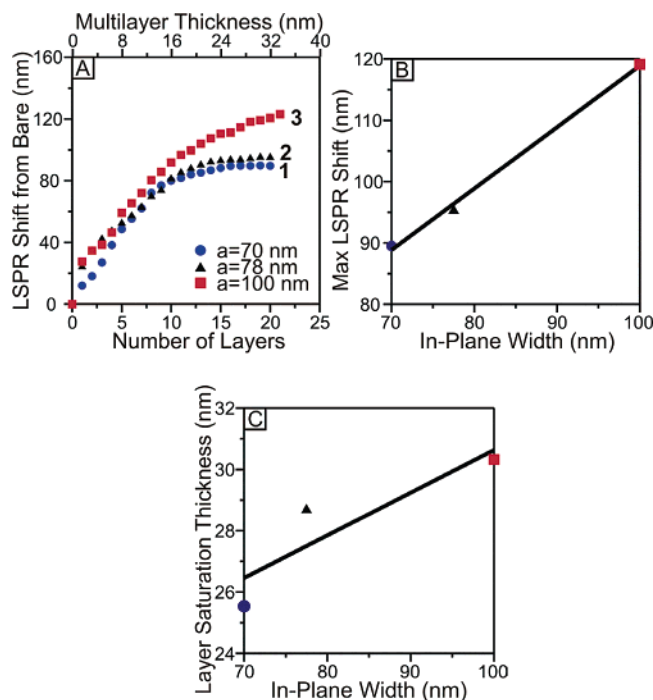 Multilayer Thickness (nm)
0 8 16 24 32 40
A
LSPR Shift from Bare (nm)
160
120
80
40
0
3
2
1
a=70 nm
a=78 nm
a=100 nm
0 5 10 15 20 25
Number of Layers
B
Max LSPR Shift (nm)
120
110
100
90
80
70 80 90 100
In-Plane Width (nm)
C
Layer Saturation Thickness (nm)
32
30
28
26
24
70 80 90 100
In-Plane Width (nm)